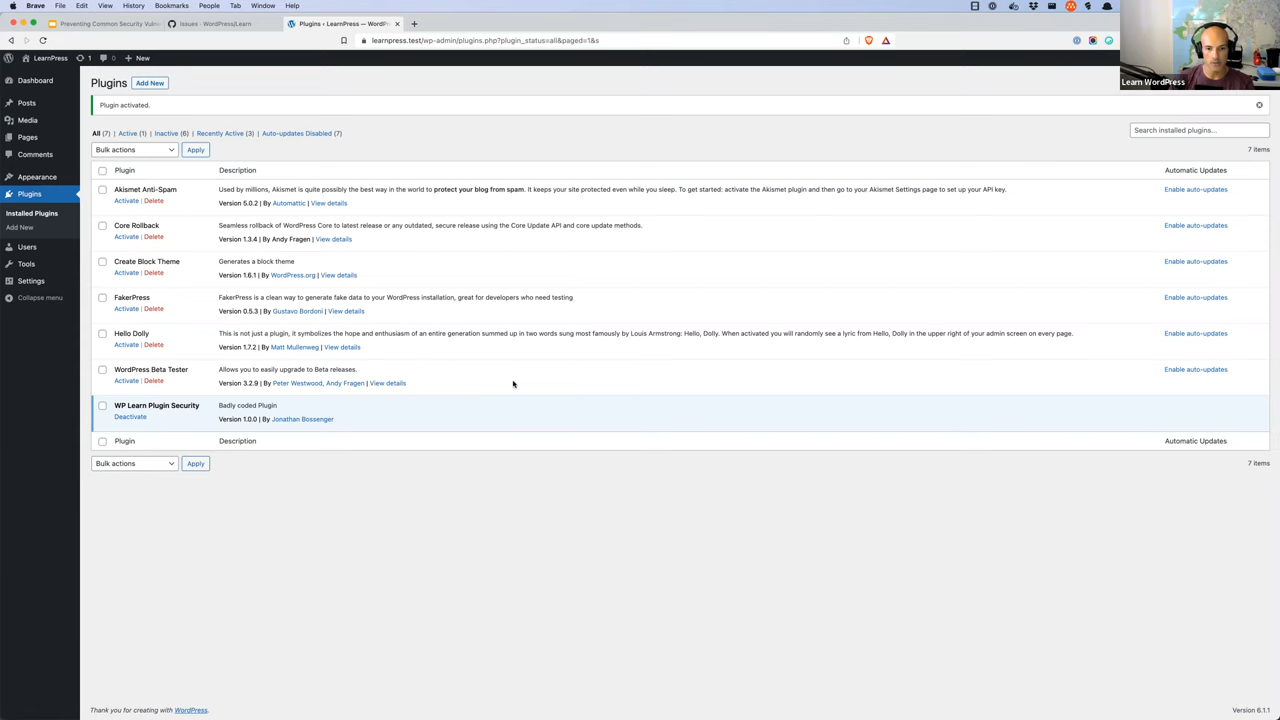 Brave File Edit View History Bookmarks People Tab Window Help
Preventing Common Security Vulne
Issues · WordPress/Learn
Plugins ‹ LearnPress — WordPr
learnpress.test/wp-admin/plugins.php?plugin_status=all&paged=1&s
Learn WordPress
LearnPress 1 0 New
Dashboard
Posts
Media
Pages
Comments
Appearance
Plugins
Installed Plugins
Add New
Users
Tools
Settings
Collapse menu
Plugins Add New
Plugin activated.
All (7) | Active (1) | Inactive (6) | Recently Active (3) | Auto-updates Disabled (7)
Search installed plugins...
Bulk actions Apply
7 items
Plugin Description Automatic Updates
Akismet Anti-Spam
Activate | Delete
Used by millions, Akismet is quite possibly the best way in the world to protect your blog from spam. It keeps your site protected even while you sleep. To get started: activate the Akismet plugin and then go to your Akismet Settings page to set up your API key.
Version 5.0.2 | By Automattic | View details
Enable auto-updates
Core Rollback
Activate | Delete
Seamless rollback of WordPress Core to latest release or any outdated, secure release using the Core Update API and core update methods.
Version 1.3.4 | By Andy Fragen | View details
Enable auto-updates
Create Block Theme
Activate | Delete
Generates a block theme
Version 1.6.1 | By WordPress.org | View details
Enable auto-updates
FakerPress
Activate | Delete
FakerPress is a clean way to generate fake data to your WordPress installation, great for developers who need testing
Version 0.5.3 | By Gustavo Bordoni | View details
Enable auto-updates
Hello Dolly
Activate | Delete
This is not just a plugin, it symbolizes the hope and enthusiasm of an entire generation summed up in two words sung most famously by Louis Armstrong: Hello, Dolly. When activated you will randomly see a lyric from Hello, Dolly in the upper right of your admin screen on every page.
Version 1.7.2 | By Matt Mullenweg | View details
Enable auto-updates
WordPress Beta Tester
Activate | Delete
Allows you to easily upgrade to Beta releases.
Version 3.2.9 | By Peter Westwood, Andy Fragen | View details
Enable auto-updates
WP Learn Plugin Security
Deactivate
Badly coded Plugin
Version 1.0.0 | By Jonathan Bossenger
Plugin Description Automatic Updates
Bulk actions Apply
7 items
Thank you for creating with WordPress.
Version 6.1.1